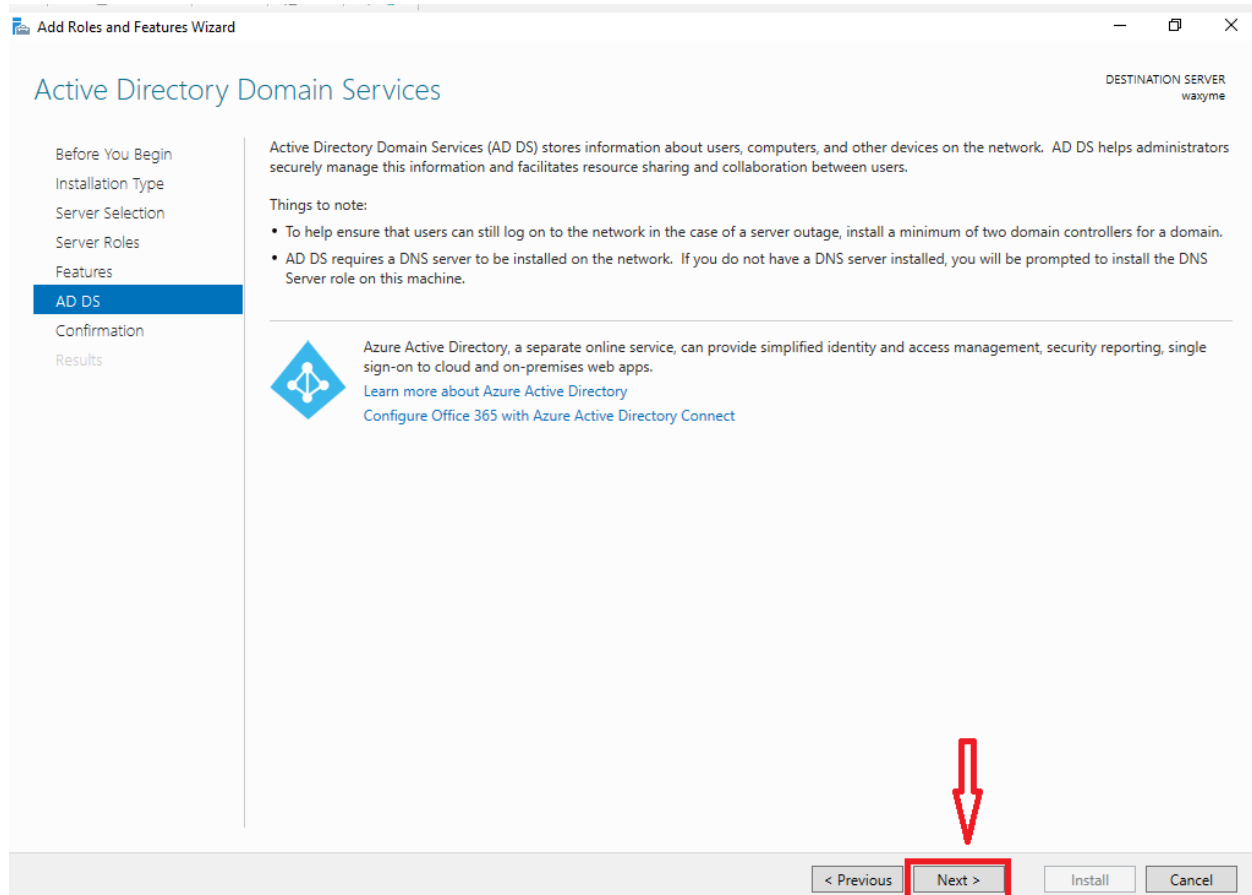 Add Roles and Features Wizard
Active Directory Domain Services
DESTINATION SERVER
waxyme
Before You Begin
Installation Type
Server Selection
Server Roles
Features
AD DS
Confirmation
Results
Active Directory Domain Services (AD DS) stores information about users, computers, and other devices on the network. AD DS helps administrators
securely manage this information and facilitates resource sharing and collaboration between users.
Things to note:
• To help ensure that users can still log on to the network in the case of a server outage, install a minimum of two domain controllers for a domain.
• AD DS requires a DNS server to be installed on the network. If you do not have a DNS server installed, you will be prompted to install the DNS
Server role on this machine.
Azure Active Directory, a separate online service, can provide simplified identity and access management, security reporting, single
sign-on to cloud and on-premises web apps.
Learn more about Azure Active Directory
Configure Office 365 with Azure Active Directory Connect
< Previous
Next >
Install
Cancel